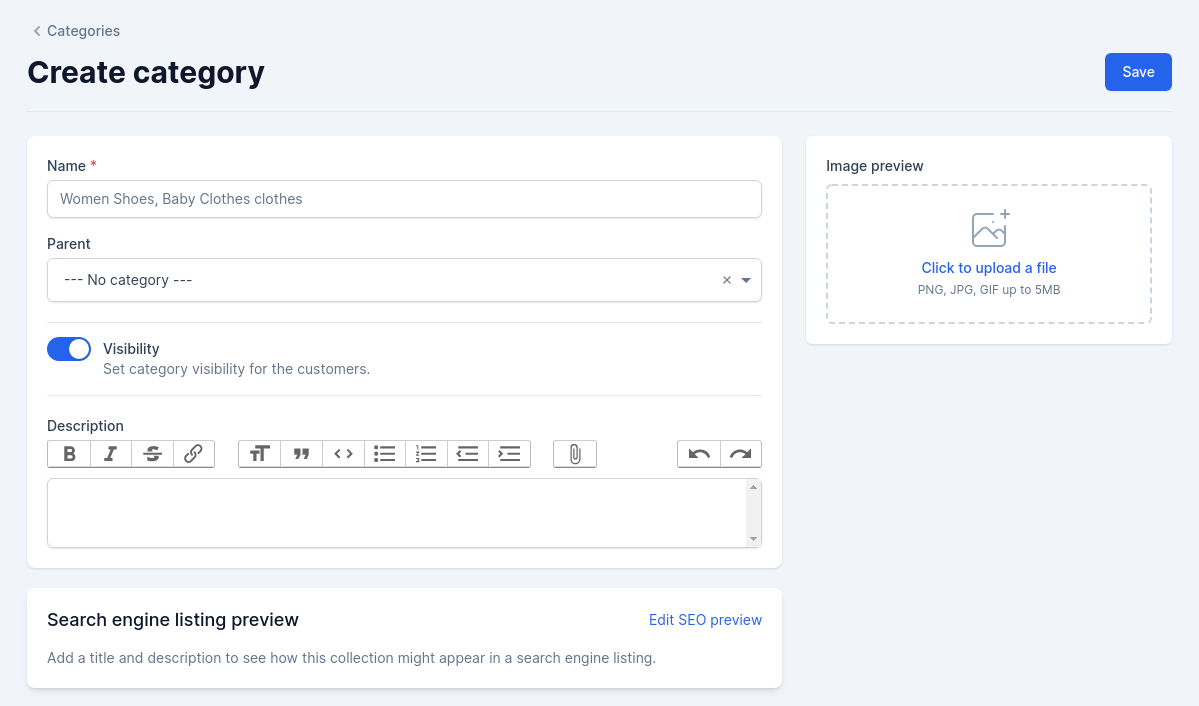 Categories
Create category
Save
Name *
Women Shoes, Baby Clothes clothes
Parent
--- No category ---
Visibility
Set category visibility for the customers.
Description
Image preview
Click to upload a file
PNG, JPG, GIF up to 5MB
Search engine listing preview
Edit SEO preview
Add a title and description to see how this collection might appear in a search engine listing.